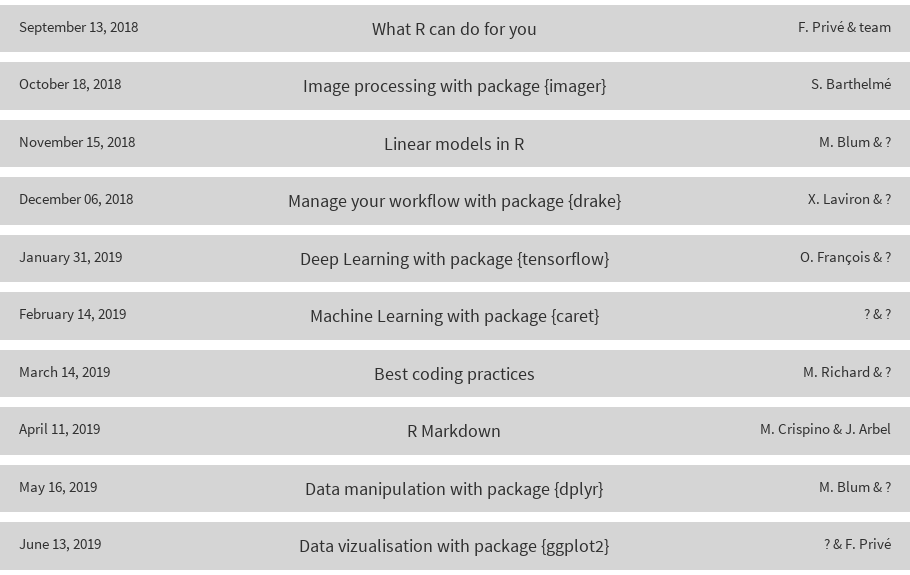 September 13, 2018 What R can do for you F. Privé & team
October 18, 2018 Image processing with package {imager} S. Barthelmé
November 15, 2018 Linear models in R M. Blum & ?
December 06, 2018 Manage your workflow with package {drake} X. Laviron & ?
January 31, 2019 Deep Learning with package {tensorflow} O. François & ?
February 14, 2019 Machine Learning with package {caret} ? & ?
March 14, 2019 Best coding practices M. Richard & ?
April 11, 2019 R Markdown M. Crispino & J. Arbel
May 16, 2019 Data manipulation with package {dplyr} M. Blum & ?
June 13, 2019 Data vizualisation with package {ggplot2} ? & F. Privé